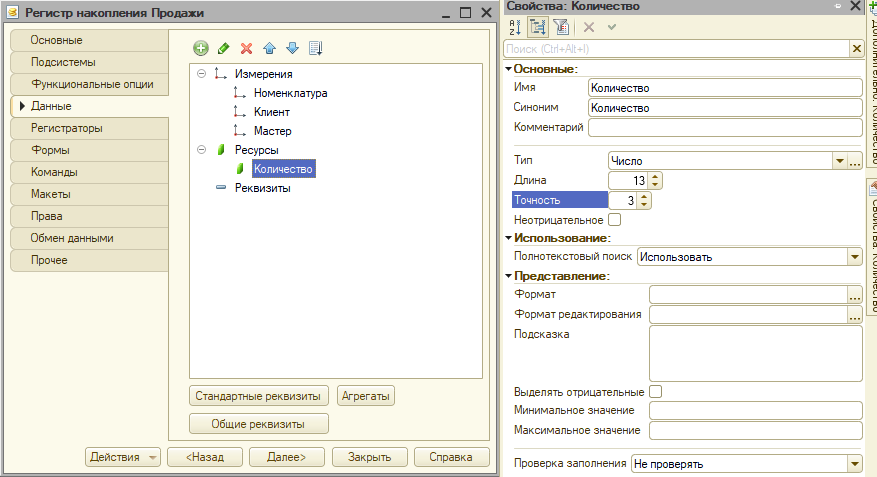 Регистр накопления Продажи
Основные
Подсистемы
Функциональные опции
Данные
Регистраторы
Формы
Команды
Макеты
Права
Обмен данными
Прочее
Измерения
Номенклатура
Клиент
Мастер
Ресурсы
Количество
Реквизиты
Стандартные реквизиты
Агрегаты
Общие реквизиты
Действия
<Назад
Далее>
Закрыть
Справка
Свойства: Количество
Поиск (Ctrl+Alt+I)
Основные:
Имя Количество
Синоним Количество
Комментарий
Тип Число
Длина 13
Точность 3
Неотрицательное
Использование:
Полнотекстовый поиск Использовать
Представление:
Формат
Формат редактирования
Подсказка
Выделять отрицательные
Минимальное значение
Максимальное значение
Проверка заполнения Не проверять
Дополнительно: Количество
Свойства: Количество